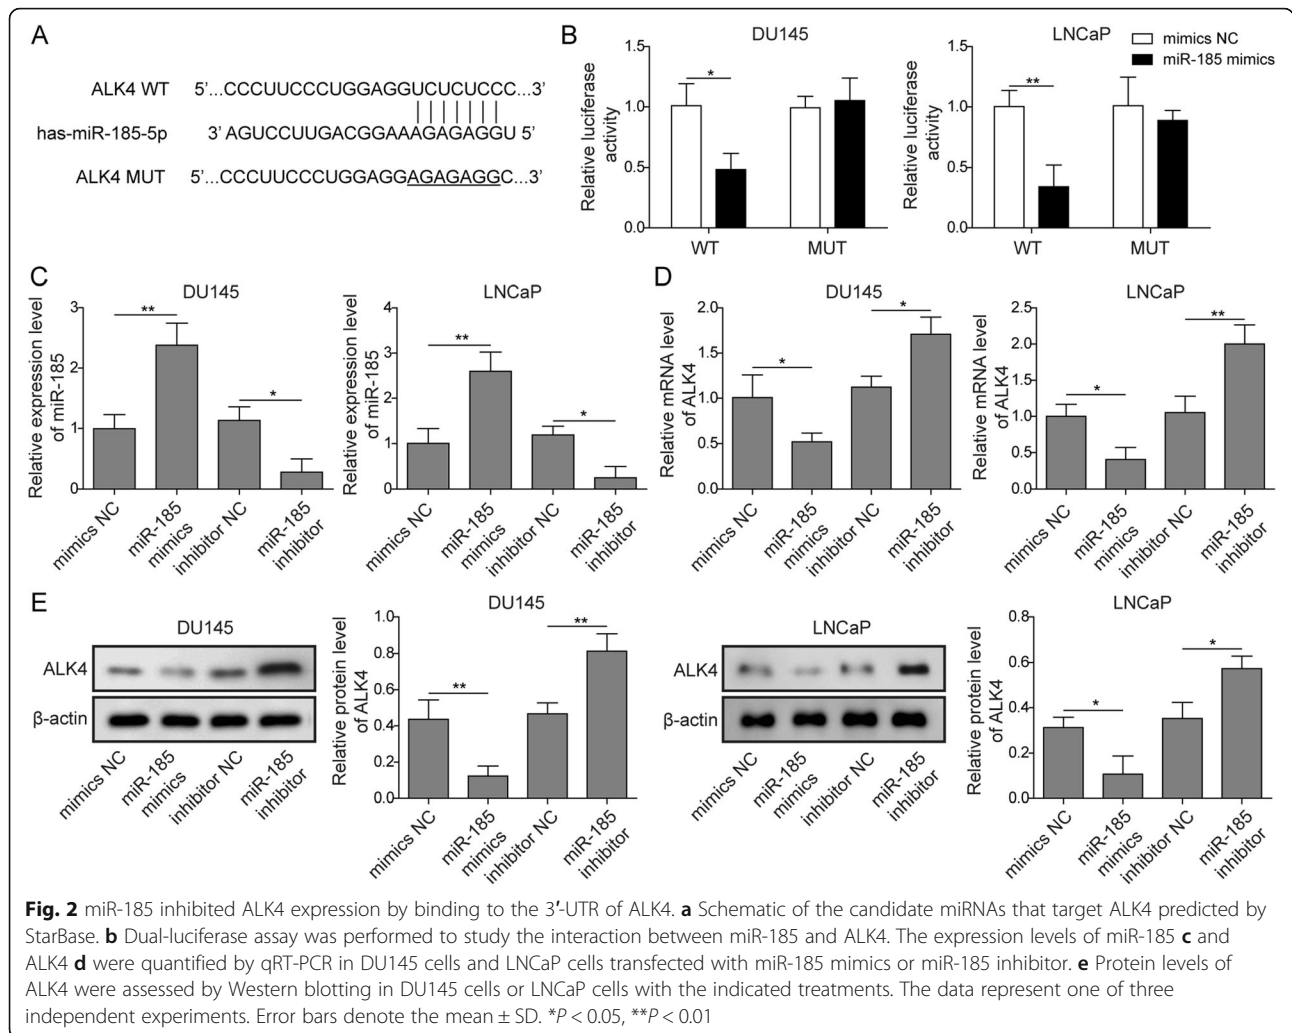 A
ALK4 WT 5’...CCCUUCCCUGGAGGUCUCUCCC...3’
has-miR-185-5p 3’ AGUCCUUGACGGAAAGAGAGGU 5’
ALK4 MUT 5’...CCCUUCCCUGGAGGAGAGAGGC...3’
B
DU145
Relative luciferase
activity
1.5
1.0
0.5
0.0
*
WT MUT
LNCaP
mimics NC
miR-185 mimics
Relative luciferase
activity
1.5
1.0
0.5
0.0
**
WT MUT
C
DU145
Relative expression level
of miR-185
3
2
1
0
** *
mimics NC
miR-185
mimics
inhibitor NC
miR-185
inhibitor
LNCaP
Relative expression level
of miR-185
4
3
2
1
0
** *
mimics NC
miR-185
mimics
inhibitor NC
miR-185
inhibitor
D
DU145
Relative mRNA level
of ALK4
2.0
1.5
1.0
0.5
0.0
* *
mimics NC
miR-185
mimics
inhibitor NC
miR-185
inhibitor
LNCaP
Relative mRNA level
of ALK4
2.5
2.0
1.5
1.0
0.5
0.0
* **
mimics NC
miR-185
mimics
inhibitor NC
miR-185
inhibitor
E
DU145
ALK4
β-actin
mimics NC
miR-185
mimics
inhibitor NC
miR-185
inhibitor
DU145
Relative protein level
of ALK4
1.0
0.8
0.6
0.4
0.2
0.0
** **
mimics NC
miR-185
mimics
inhibitor NC
miR-185
inhibitor
LNCaP
ALK4
β-actin
mimics NC
miR-185
mimics
inhibitor NC
miR-185
inhibitor
LNCaP
Relative protein level
of ALK4
0.8
0.6
0.4
0.2
0.0
* *
mimics NC
miR-185
mimics
inhibitor NC
miR-185
inhibitor
Fig. 2 miR-185 inhibited ALK4 expression by binding to the 3′-UTR of ALK4. a Schematic of the candidate miRNAs that target ALK4 predicted by
StarBase. b Dual-luciferase assay was performed to study the interaction between miR-185 and ALK4. The expression levels of miR-185 c and
ALK4 d were quantified by qRT-PCR in DU145 cells and LNCaP cells transfected with miR-185 mimics or miR-185 inhibitor. e Protein levels of
ALK4 were assessed by Western blotting in DU145 cells or LNCaP cells with the indicated treatments. The data represent one of three
independent experiments. Error bars denote the mean ± SD. *P < 0.05, **P < 0.01